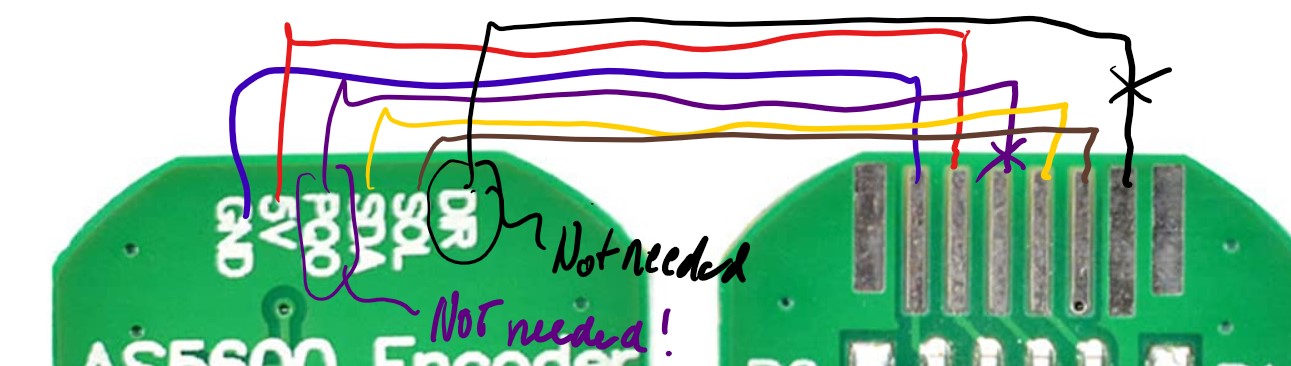 GND
5V
PGO
SDA
SCL
DIR
Not needed
Not needed!
AS5600 Encoder